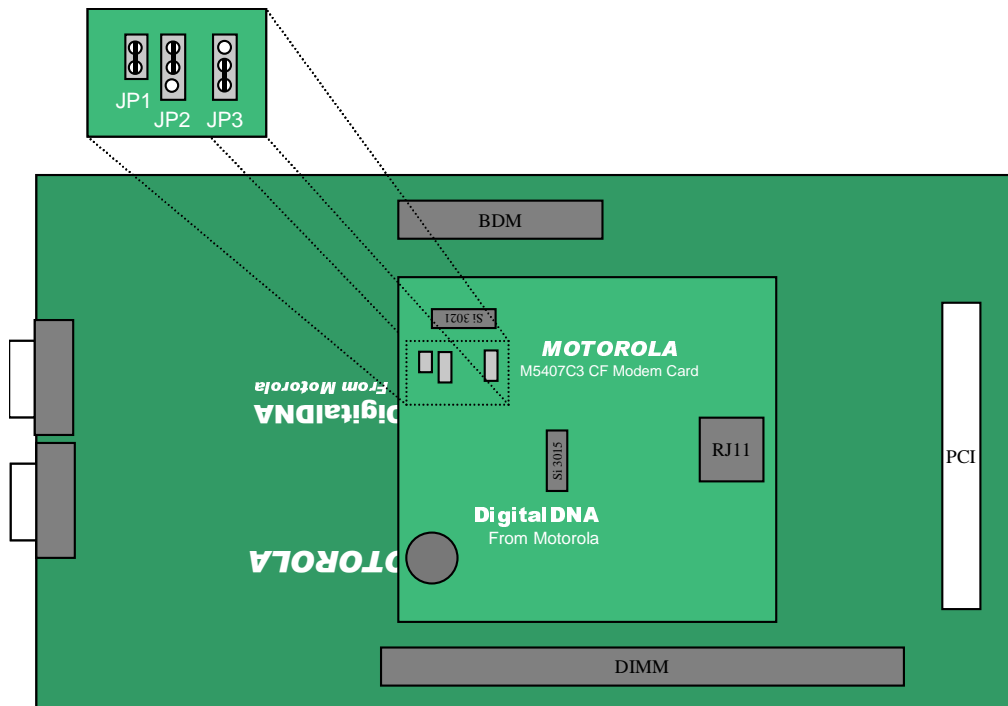 JP1
JP2
JP3
BDM
Si 3021
MOTOROLA
M5407C3 CF Modem Card
From Motorola
DigitalDNA
RJ11
Si 3015
PCI
DigitalDNA
From Motorola
MOTOROLA
DIMM